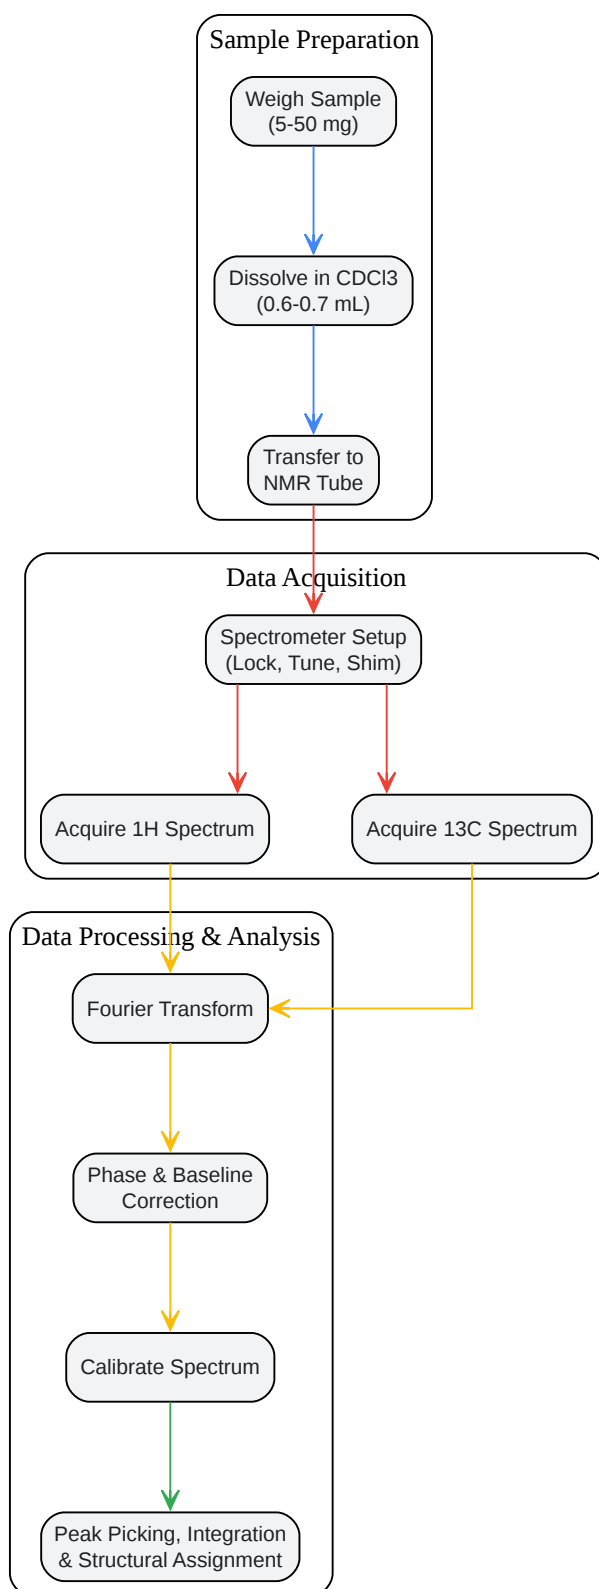 Sample Preparation
Weigh Sample
(5-50 mg)
Dissolve in CDCl3
(0.6-0.7 mL)
Transfer to
NMR Tube
Data Acquisition
Spectrometer Setup
(Lock, Tune, Shim)
Acquire 1H Spectrum
Acquire 13C Spectrum
Data Processing & Analysis
Fourier Transform
Phase & Baseline
Correction
Calibrate Spectrum
Peak Picking, Integration
& Structural Assignment